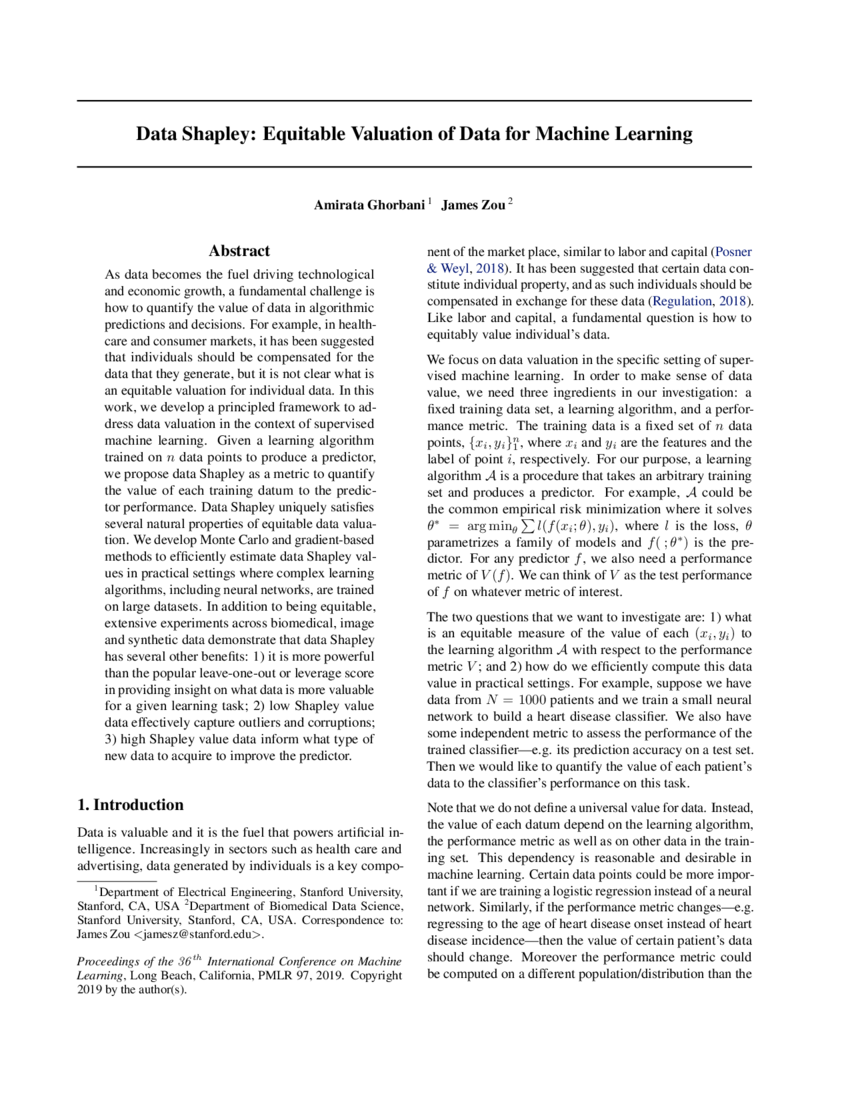 Data Shapley: Equitable Valuation of Data for Machine Learning
Amirata Ghorbani 1 James Zou 2
Abstract
As data becomes the fuel driving technological
and economic growth, a fundamental challenge is
how to quantify the value of data in algorithmic
predictions and decisions. For example, in health-
care and consumer markets, it has been suggested
that individuals should be compensated for the
data that they generate, but it is not clear what is
an equitable valuation for individual data. In this
work, we develop a principled framework to ad-
dress data valuation in the context of supervised
machine learning. Given a learning algorithm
trained on n data points to produce a predictor,
we propose data Shapley as a metric to quantify
the value of each training datum to the predic-
tor performance. Data Shapley uniquely satisfies
several natural properties of equitable data valua-
tion. We develop Monte Carlo and gradient-based
methods to efficiently estimate data Shapley val-
ues in practical settings where complex learning
algorithms, including neural networks, are trained
on large datasets. In addition to being equitable,
extensive experiments across biomedical, image
and synthetic data demonstrate that data Shapley
has several other benefits: 1) it is more powerful
than the popular leave-one-out or leverage score
in providing insight on what data is more valuable
for a given learning task; 2) low Shapley value
data effectively capture outliers and corruptions;
3) high Shapley value data inform what type of
new data to acquire to improve the predictor.
1. Introduction
Data is valuable and it is the fuel that powers artificial in-
telligence. Increasingly in sectors such as health care and
advertising, data generated by individuals is a key compo-
1Department of Electrical Engineering, Stanford University,
Stanford, CA, USA 2Department of Biomedical Data Science,
Stanford University, Stanford, CA, USA. Correspondence to:
James Zou <jamesz@stanford.edu>.
Proceedings of the 36th International Conference on Machine
Learning, Long Beach, California, PMLR 97, 2019. Copyright
2019 by the author(s).
nent of the market place, similar to labor and capital (Posner
& Weyl, 2018). It has been suggested that certain data con-
stitute individual property, and as such individuals should be
compensated in exchange for these data (Regulation, 2018).
Like labor and capital, a fundamental question is how to
equitably value individual's data.
We focus on data valuation in the specific setting of super-
vised machine learning. In order to make sense of data
value, we need three ingredients in our investigation: a
fixed training data set, a learning algorithm, and a perfor-
mance metric. The training data is a fixed set of n data
points, {x_i, y_i}_1^n, where x_i and y_i are the features and the
label of point i, respectively. For our purpose, a learning
algorithm 𝒜 is a procedure that takes an arbitrary training
set and produces a predictor. For example, 𝒜 could be
the common empirical risk minimization where it solves
θ* = arg min_θ ∑ l(f(x_i; θ), y_i), where l is the loss, θ
parametrizes a family of models and f( ; θ*) is the pre-
dictor. For any predictor f, we also need a performance
metric of V(f). We can think of V as the test performance
of f on whatever metric of interest.
The two questions that we want to investigate are: 1) what
is an equitable measure of the value of each (x_i, y_i) to
the learning algorithm 𝒜 with respect to the performance
metric V; and 2) how do we efficiently compute this data
value in practical settings. For example, suppose we have
data from N = 1000 patients and we train a small neural
network to build a heart disease classifier. We also have
some independent metric to assess the performance of the
trained classifier—e.g. its prediction accuracy on a test set.
Then we would like to quantify the value of each patient's
data to the classifier's performance on this task.
Note that we do not define a universal value for data. Instead,
the value of each datum depend on the learning algorithm,
the performance metric as well as on other data in the train-
ing set. This dependency is reasonable and desirable in
machine learning. Certain data points could be more impor-
tant if we are training a logistic regression instead of a neural
network. Similarly, if the performance metric changes—e.g.
regressing to the age of heart disease onset instead of heart
disease incidence—then the value of certain patient's data
should change. Moreover the performance metric could
be computed on a different population/distribution than the